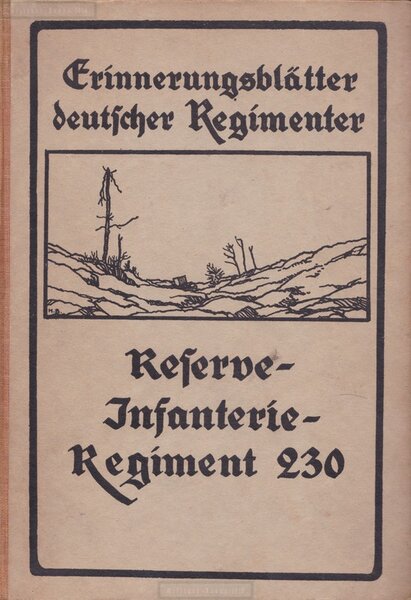 Erinnerungsblätter
deutscher Regimenter
Reserve-
Infanterie-
Regiment 230